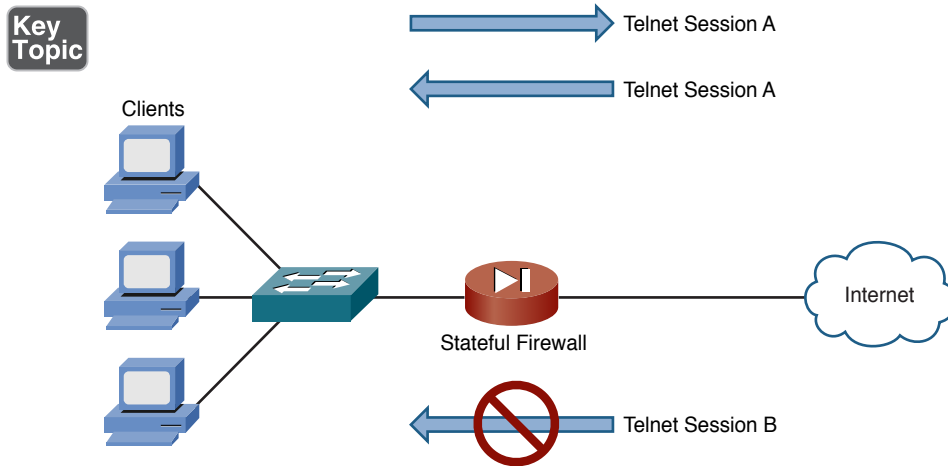 Key
Topic
Telnet Session A
Telnet Session A
Clients
Internet
Stateful Firewall
Telnet Session B